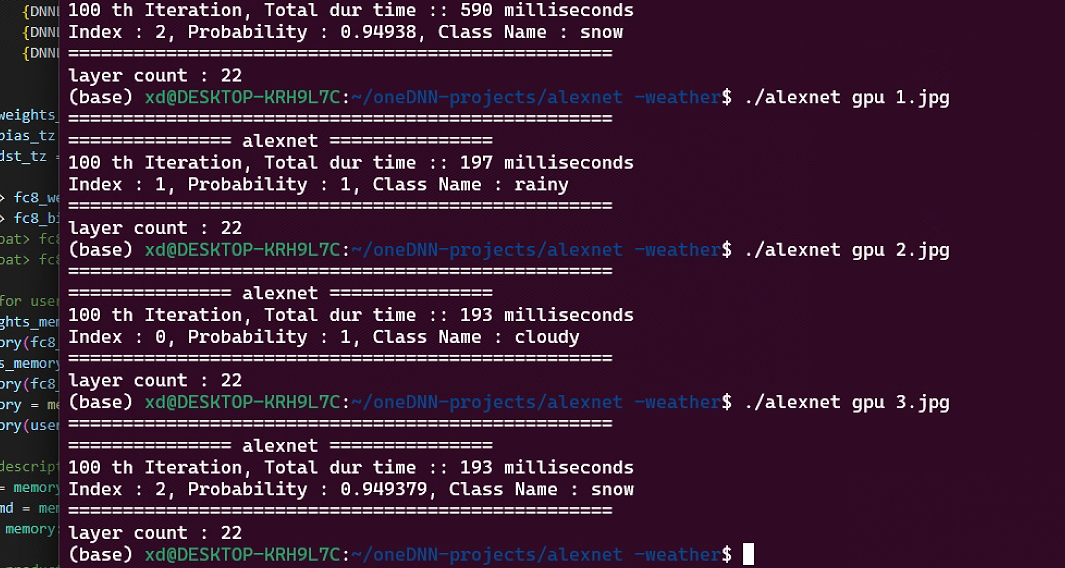 {DNNL
{DNNL
{DNNL
weights_
bias_tz
dst_tz =
> fc8_we
> fc8_bi
oat> fc8
oat> fc8
for user
ghts_mem
ory(fc8_
s_memory
ory(fc8_
ory = me
ory(user
descript
= memory
md = mem
memory:
100 th Iteration, Total dur time :: 590 milliseconds
Index : 2, Probability : 0.94938, Class Name : snow
==================================================
layer count : 22
(base) xd@DESKTOP-KRH9L7C:~/oneDNN-projects/alexnet -weather$ ./alexnet gpu 1.jpg
==================================================
=============== alexnet ===============
100 th Iteration, Total dur time :: 197 milliseconds
Index : 1, Probability : 1, Class Name : rainy
==================================================
layer count : 22
(base) xd@DESKTOP-KRH9L7C:~/oneDNN-projects/alexnet -weather$ ./alexnet gpu 2.jpg
==================================================
=============== alexnet ===============
100 th Iteration, Total dur time :: 193 milliseconds
Index : 0, Probability : 1, Class Name : cloudy
==================================================
layer count : 22
(base) xd@DESKTOP-KRH9L7C:~/oneDNN-projects/alexnet -weather$ ./alexnet gpu 3.jpg
==================================================
=============== alexnet ===============
100 th Iteration, Total dur time :: 193 milliseconds
Index : 2, Probability : 0.949379, Class Name : snow
==================================================
layer count : 22
(base) xd@DESKTOP-KRH9L7C:~/oneDNN-projects/alexnet -weather$